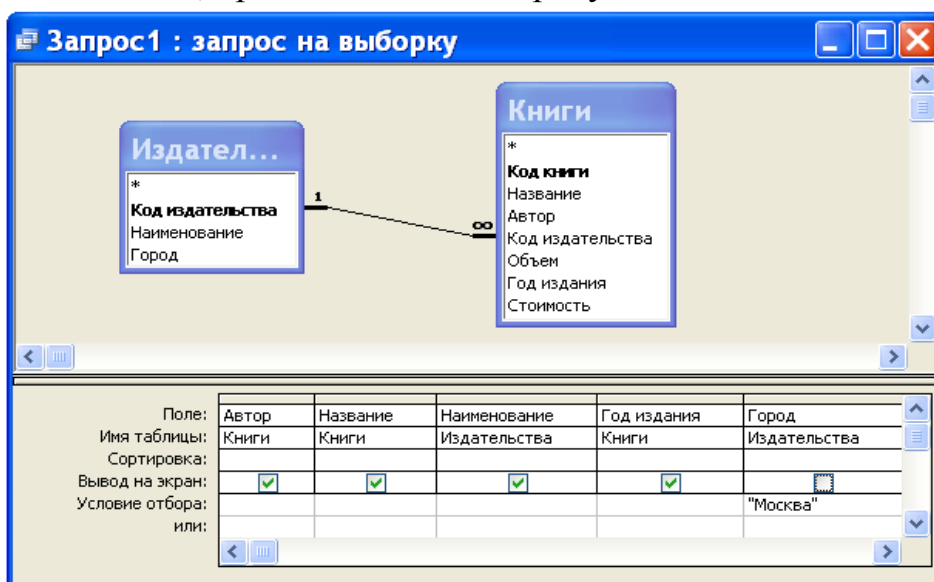 Запрос1 : запрос на выборку
Издател...
*
Код издательства
Наименование
Город
1
∞
Книги
*
Код книги
Название
Автор
Код издательства
Объем
Год издания
Стоимость
Поле: Автор Название Наименование Год издания Город
Имя таблицы: Книги Книги Издательства Книги Издательства
Сортировка:
Вывод на экран:
Условие отбора: "Москва"
или: